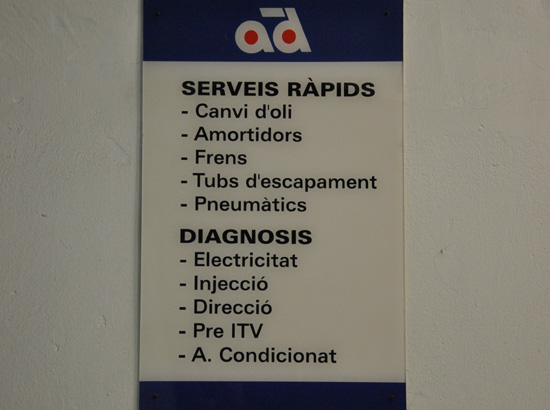 ad
SERVEIS RÀPIDS
- Canvi d'oli
- Amortidors
- Frens
- Tubs d'escapament
- Pneumàtics
DIAGNOSIS
- Electricitat
- Injecció
- Direcció
- Pre ITV
- A. Condicionat